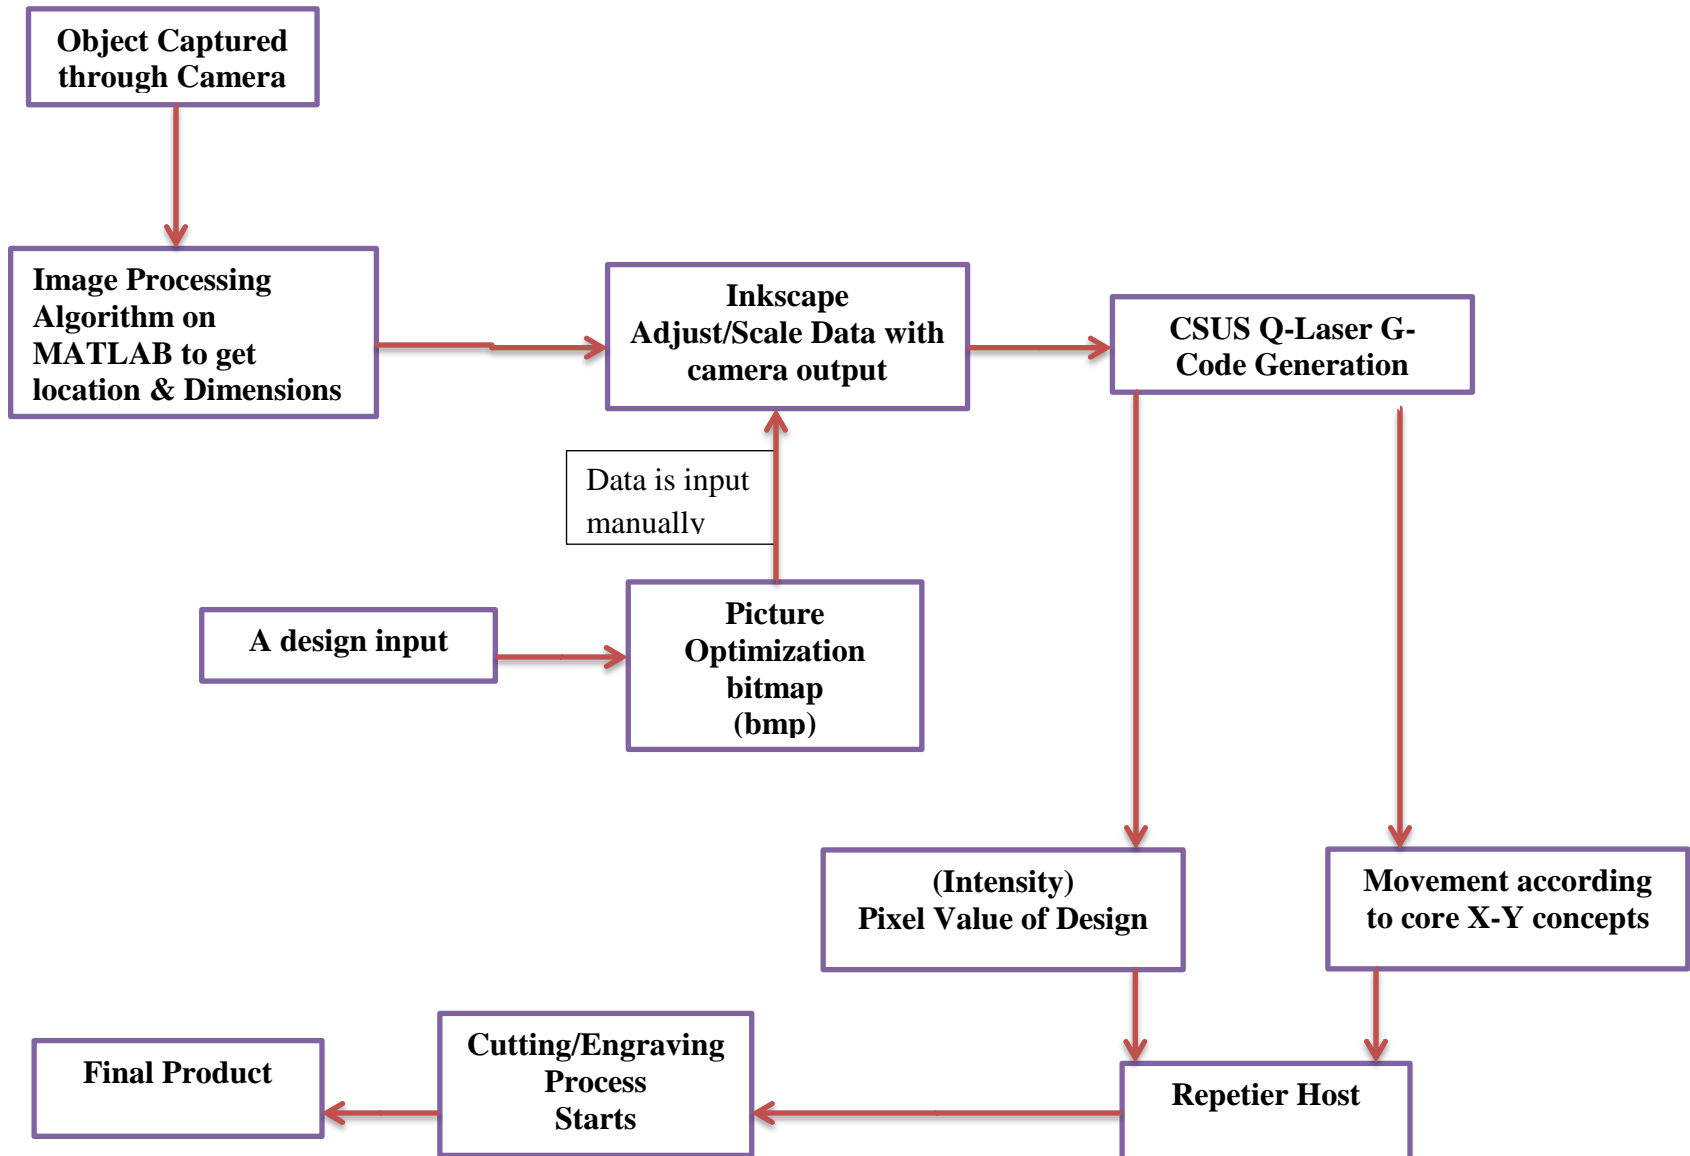 Object Captured
through Camera
Image Processing
Algorithm on
MATLAB to get
location & Dimensions
Inkscape
Adjust/Scale Data with
camera output
CSUS Q-Laser G-
Code Generation
Data is input
manually
A design input
Picture
Optimization
bitmap
(bmp)
(Intensity)
Pixel Value of Design
Movement according
to core X-Y concepts
Final Product
Cutting/Engraving
Process
Starts
Repetier Host